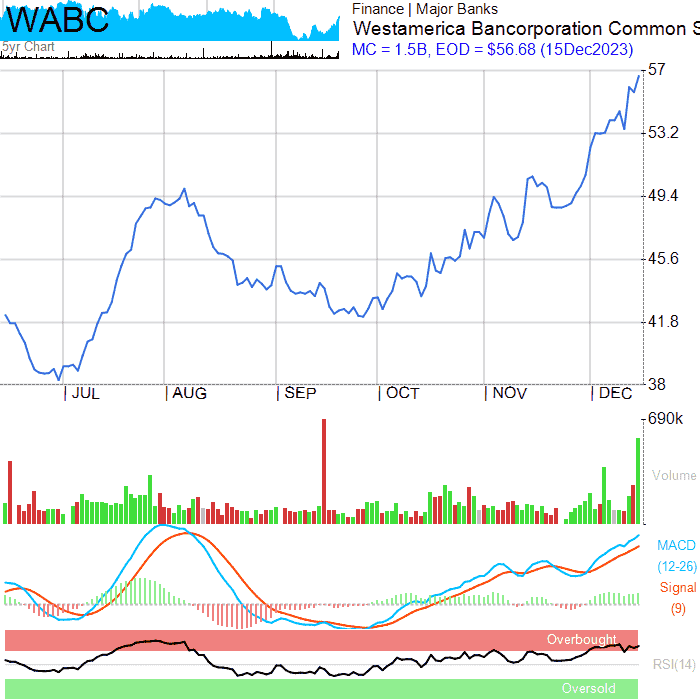 WABC
5yr Chart
Finance | Major Banks
Westamerica Bancorporation Common S
MC = 1.5B, EOD = $56.68 (15Dec2023)
57
53.2
49.4
45.6
41.8
38
JUL AUG SEP OCT NOV DEC
690k
Volume
MACD
(12-26)
Signal
(9)
Overbought
RSI(14)
Oversold